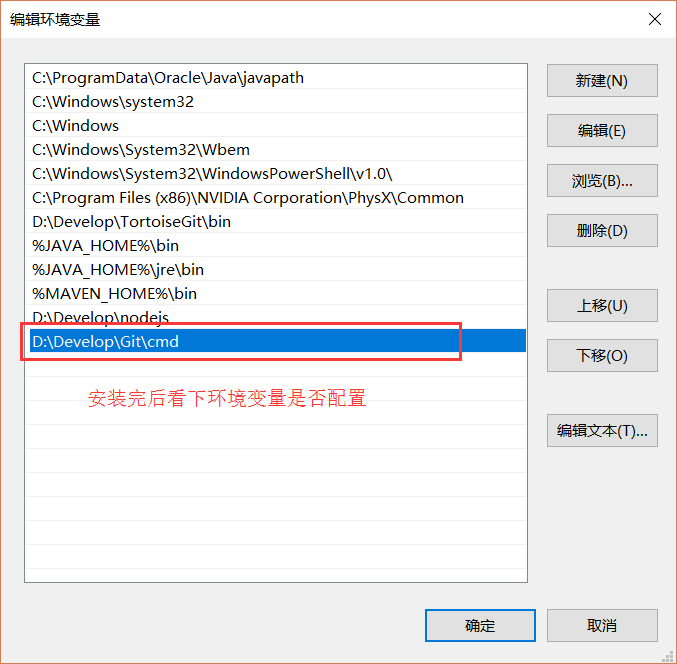 编辑环境变量
C:\ProgramData\Oracle\Java\javapath
C:\Windows\system32
C:\Windows
C:\Windows\System32\Wbem
C:\Windows\System32\WindowsPowerShell\v1.0\
C:\Program Files (x86)\NVIDIA Corporation\PhysX\Common
D:\Develop\TortoiseGit\bin
%JAVA_HOME%\bin
%JAVA_HOME%\jre\bin
%MAVEN_HOME%\bin
D:\Develop\nodejs
D:\Develop\Git\cmd
安装完后看下环境变量是否配置
新建(N)
编辑(E)
浏览(B)...
删除(D)
上移(U)
下移(O)
编辑文本(T)...
确定
取消